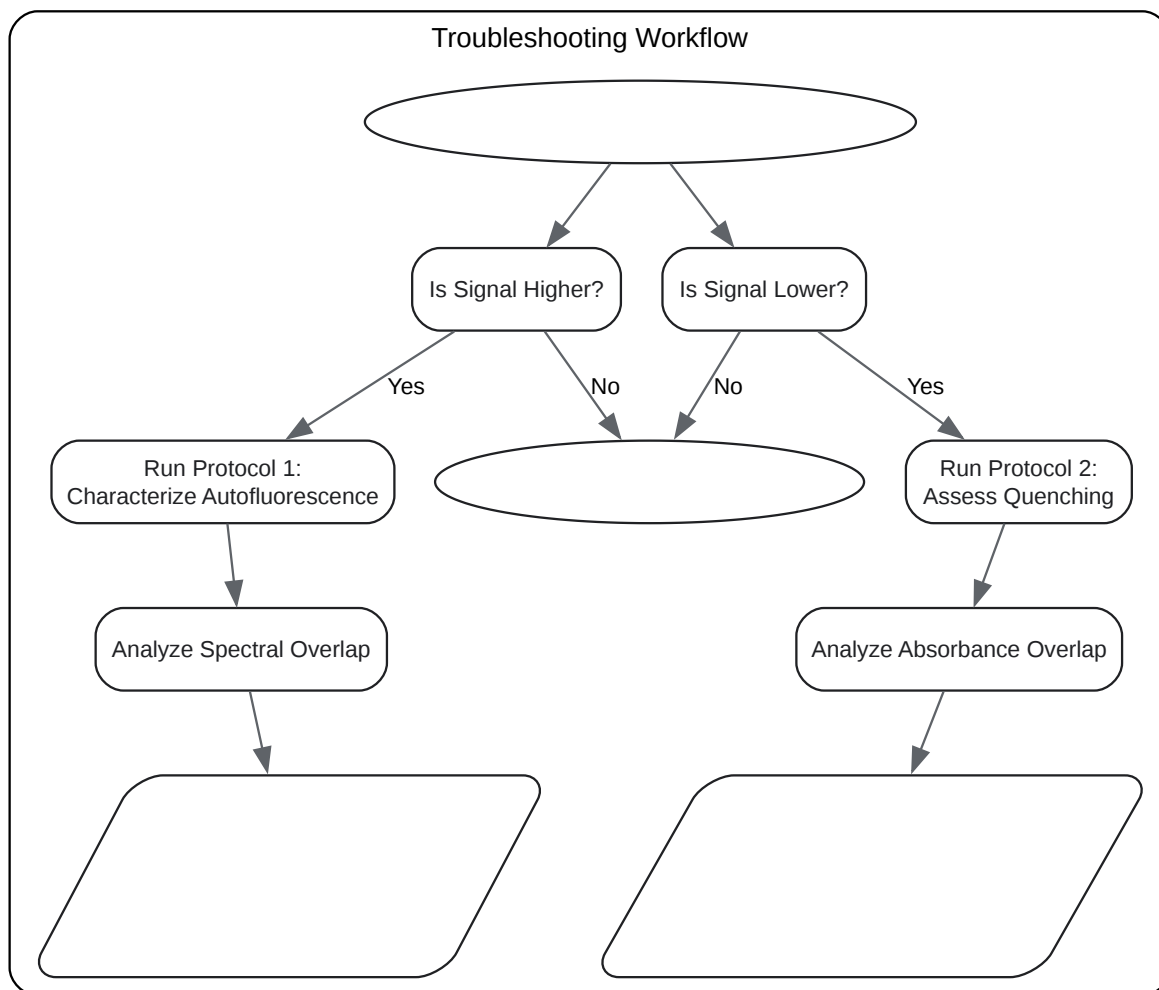 Troubleshooting Workflow
Is Signal Higher?
Is Signal Lower?
Yes
No
No
Yes
Run Protocol 1:
Characterize Autofluorescence
Run Protocol 2:
Assess Quenching
Analyze Spectral Overlap
Analyze Absorbance Overlap